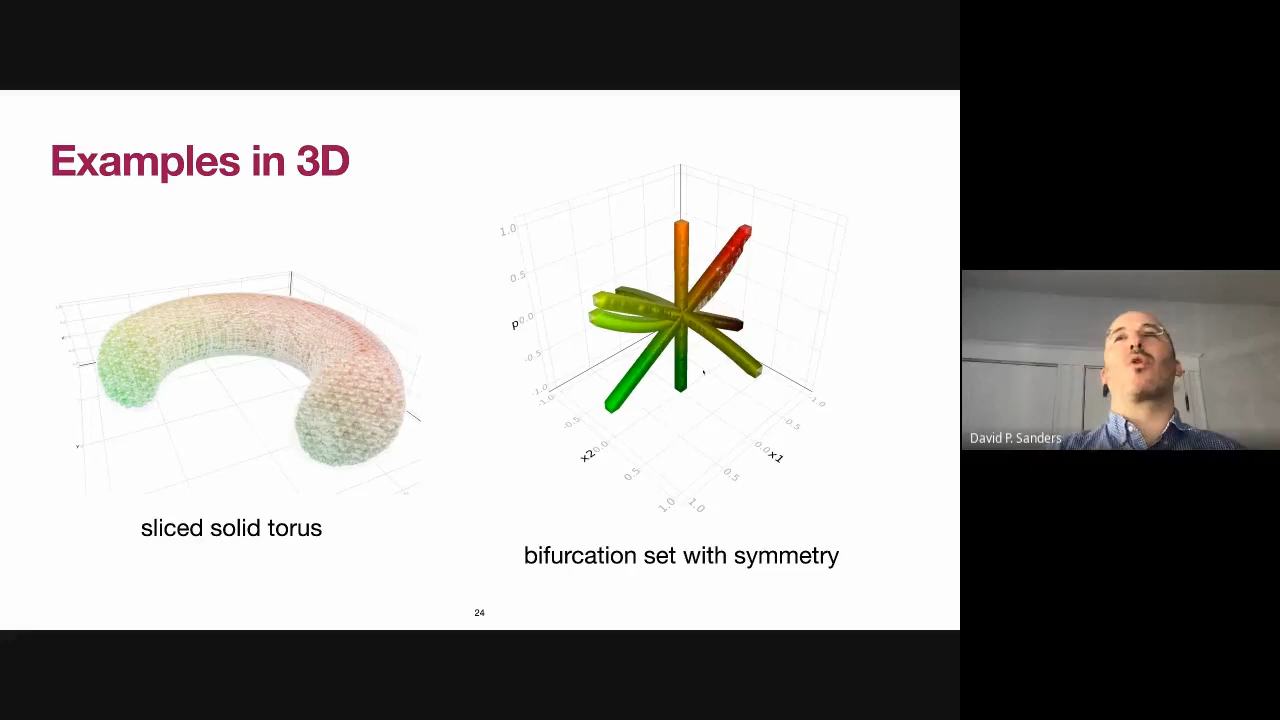 Examples in 3D
1.0
0.5
0.0
-0.5
-1.0
p
-1.0
-0.5
0.0
0.5
1.0
x2
-1.0
-0.5
0.0
0.5
1.0
x1
sliced solid torus
bifurcation set with symmetry
24
David P. Sanders